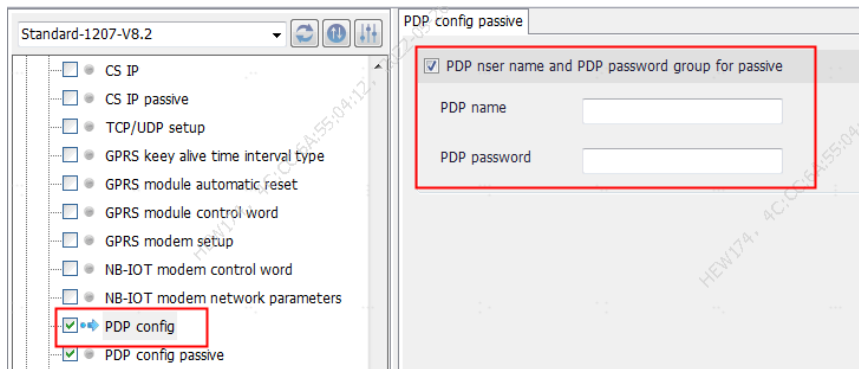 Standard-1207-V8.2
CS IP
CS IP passive
TCP/UDP setup
GPRS keey alive time interval type
GPRS module automatic reset
GPRS module control word
GPRS modem setup
NB-IOT modem control word
NB-IOT modem network parameters
PDP config
PDP config passive
PDP config passive
PDP nser name and PDP password group for passive
PDP name
PDP password